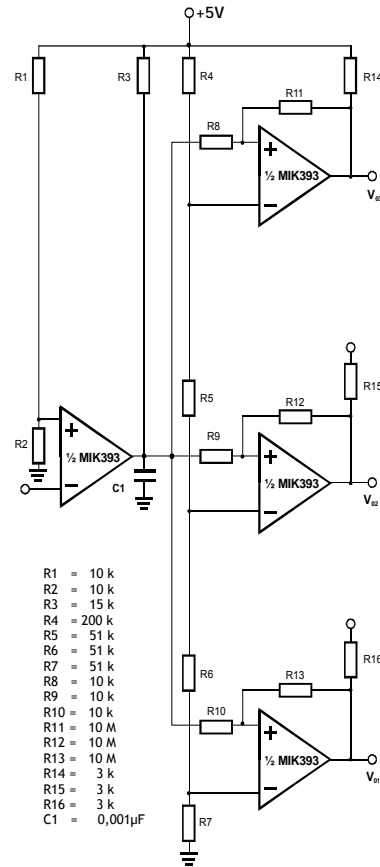 +5V
R1
R3
R4
R14
R11
R8
+
½ MIK393
−
V03
R5
R15
R12
R2
+
½ MIK393
−
C1
R9
+
½ MIK393
−
V02
R1 = 10 k
R2 = 10 k
R3 = 15 k
R4 = 200 k
R5 = 51 k
R6 = 51 k
R7 = 51 k
R8 = 10 k
R9 = 10 k
R10 = 10 k
R11 = 10 M
R12 = 10 M
R13 = 10 M
R14 = 3 k
R15 = 3 k
R16 = 3 k
C1 = 0,001µF
R6
R16
R13
R10
+
½ MIK393
−
V01
R7